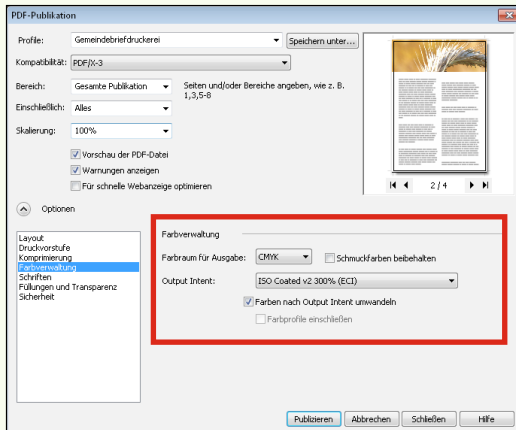 PDF-Publikation
Profile: Gemeindebriefdruckerei Speichern unter...
Kompatibilität: PDF/X-3
Bereich: Gesamte Publikation Seiten und/oder Bereiche angeben, wie z. B.
1,3,5-8
Einschließlich: Alles
Skalierung: 100%
Vorschau der PDF-Datei
Warnungen anzeigen
Für schnelle Webanzeige optimieren
2 / 4
Optionen
Layout
Druckvorstufe
Komprimierung
Farbverwaltung
Schriften
Füllungen und Transparenz
Sicherheit
Farbverwaltung
Farbraum für Ausgabe: CMYK Schmuckfarben beibehalten
Output Intent: ISO Coated v2 300% (ECI)
Farben nach Output Intent umwandeln
Farbprofile einschließen
Publizieren Abbrechen Schließen Hilfe